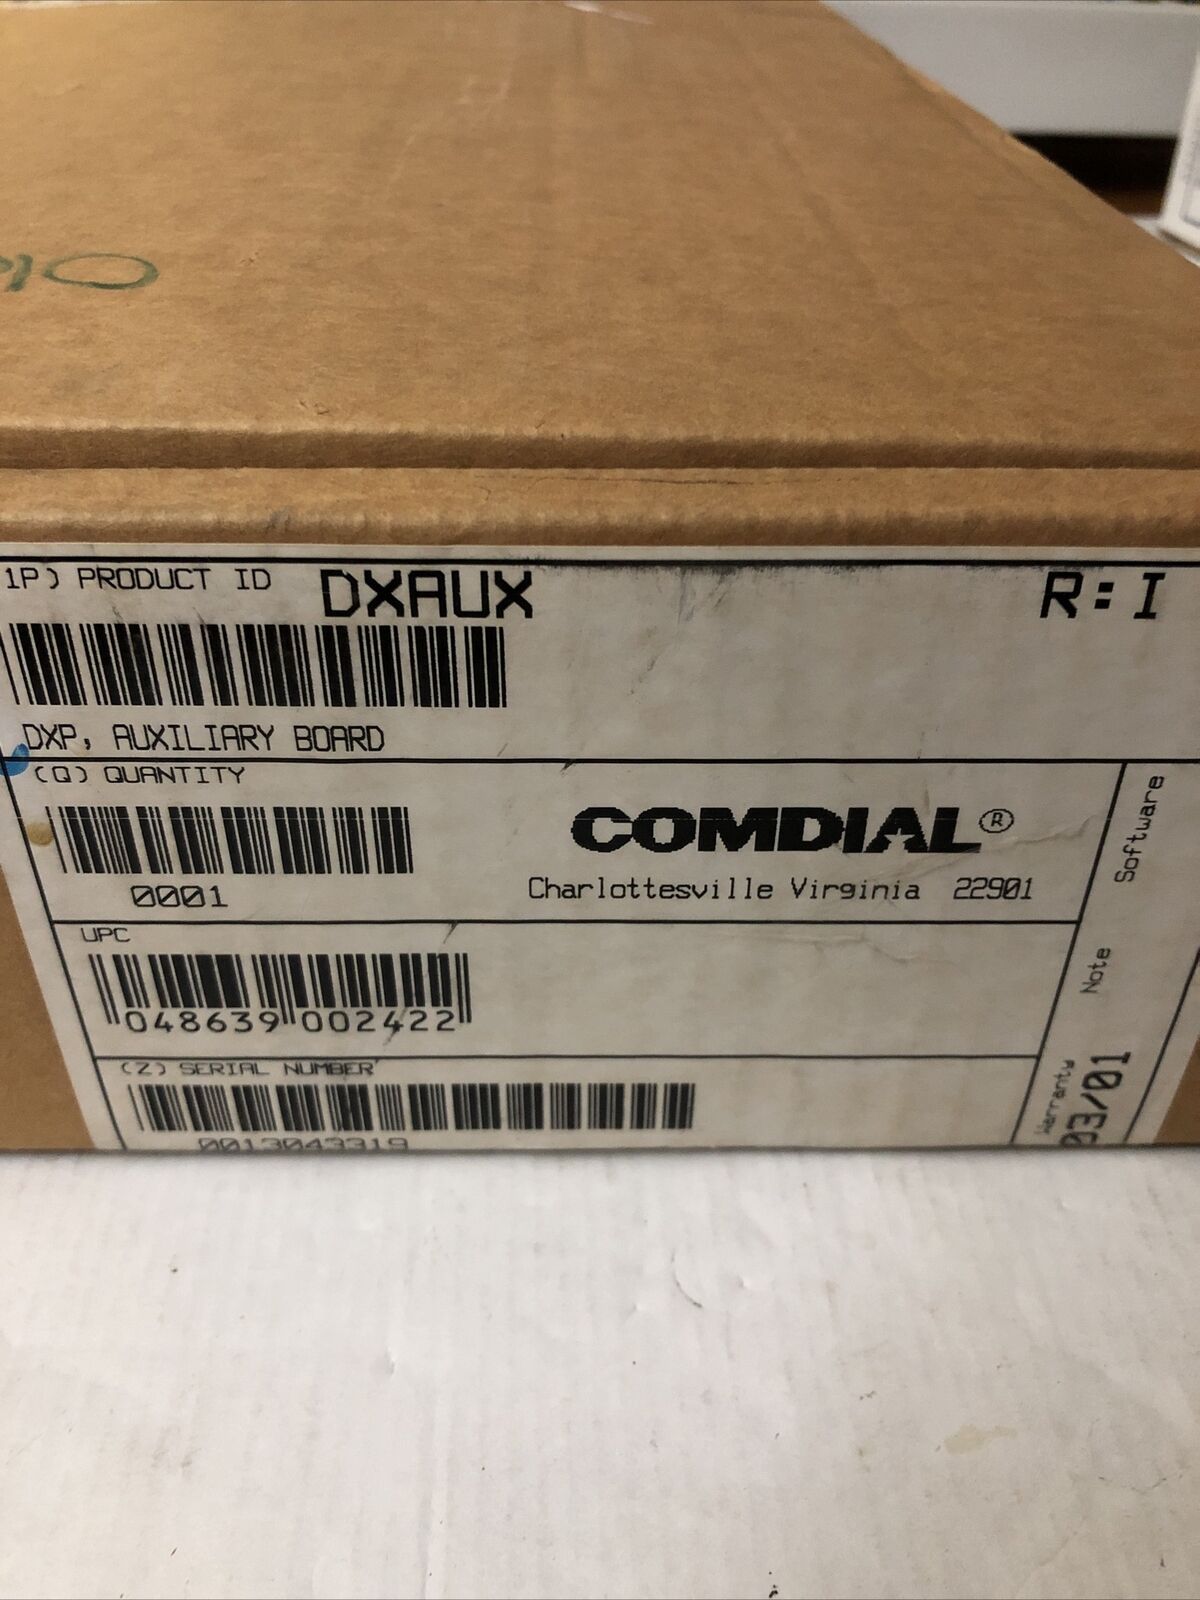 1P) PRODUCT ID DXAUX R:I
DXP, AUXILIARY BOARD
(Q) QUANTITY
0001
COMDIAL®
Charlottesville Virginia 22901
UPC
048639 002422
(Z) SERIAL NUMBER
0013043319
Warranty Note Software
03/01